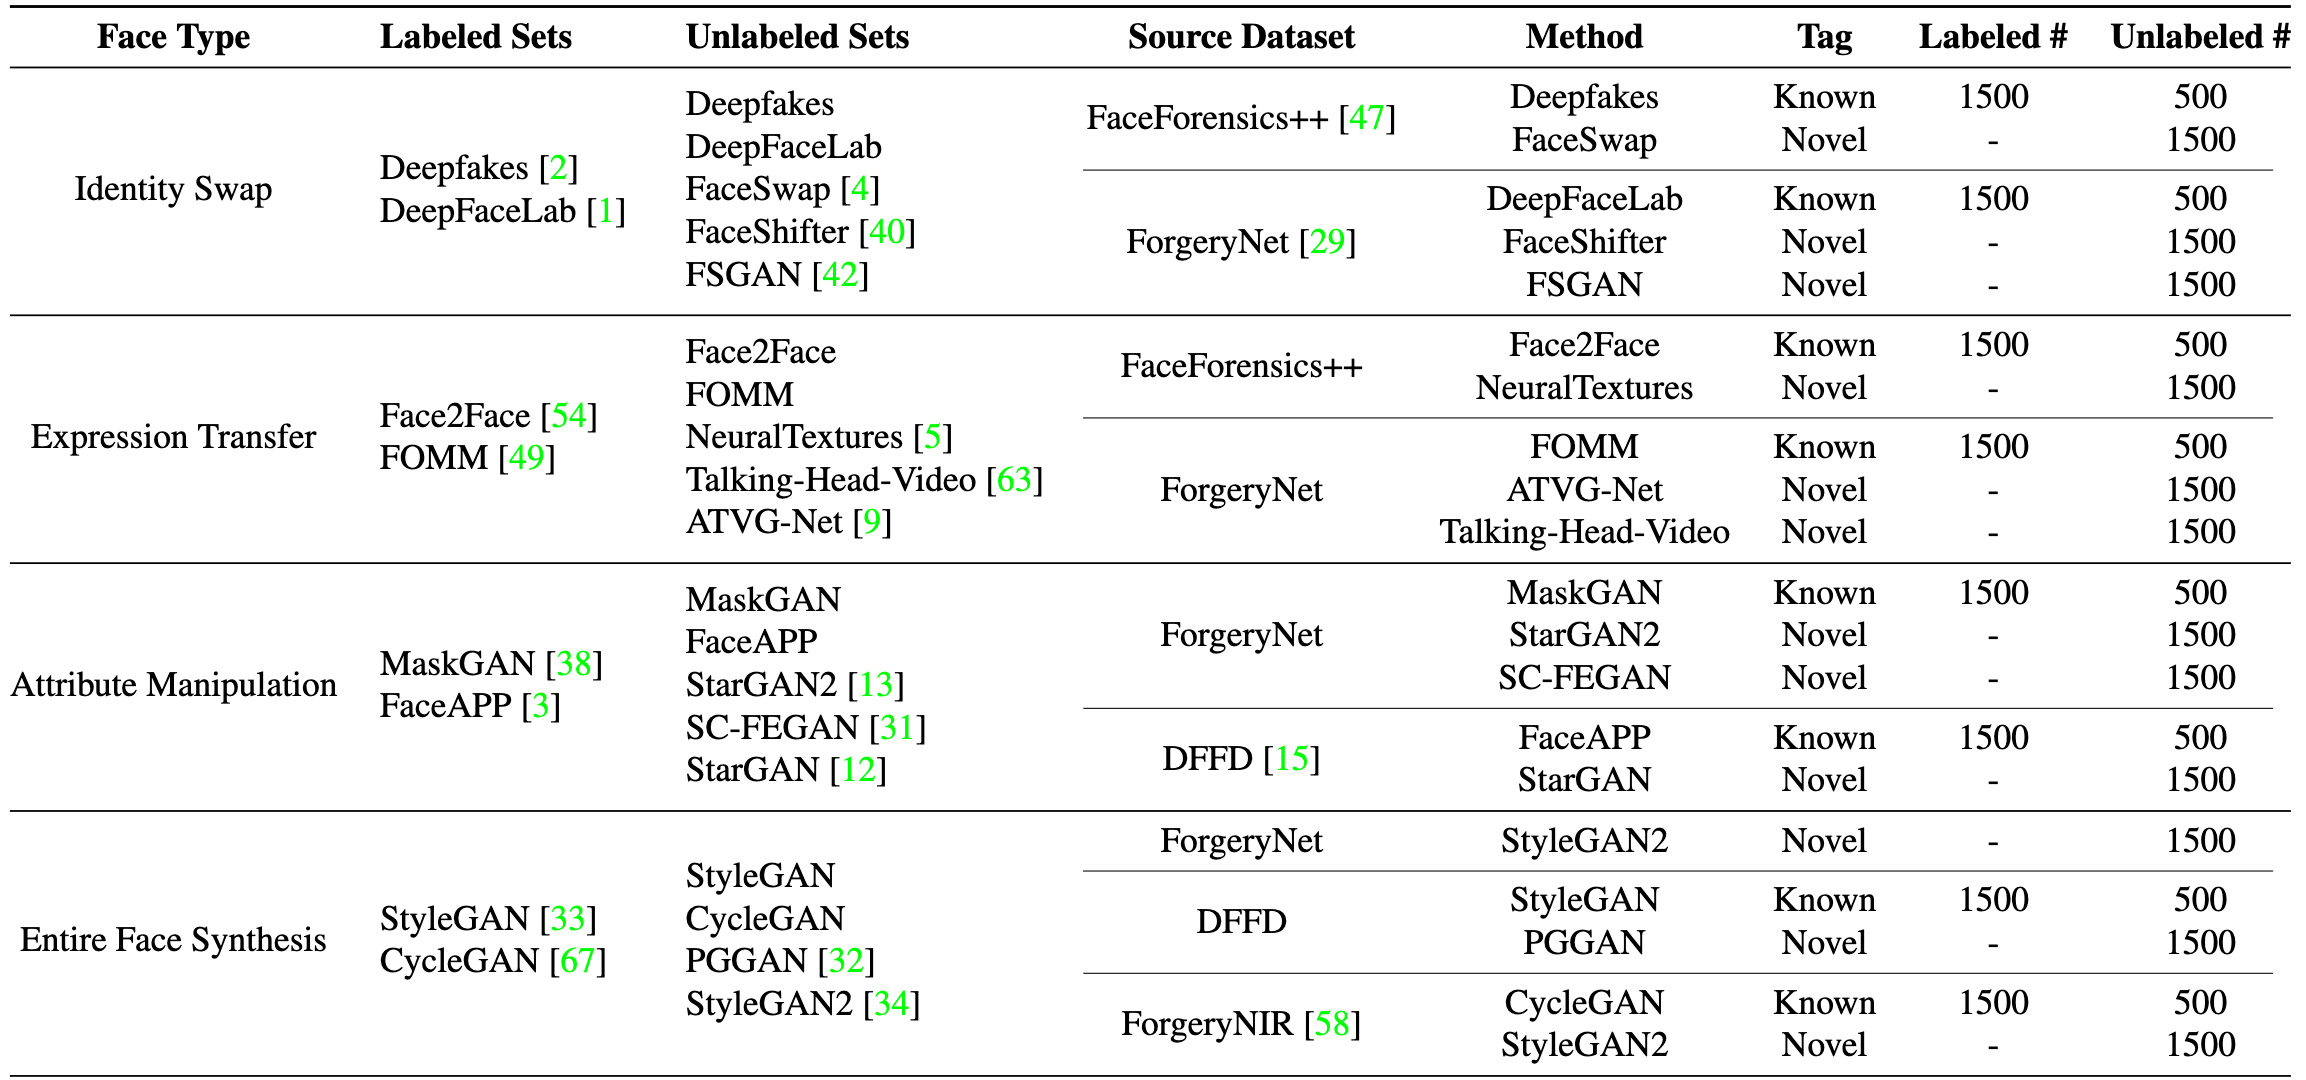 Face Type Labeled Sets Unlabeled Sets Source Dataset Method Tag Labeled # Unlabeled #
Identity Swap
Deepfakes [2]
DeepFaceLab [1]
Deepfakes
DeepFaceLab
FaceSwap [4]
FaceShifter [40]
FSGAN [42]
FaceForensics++ [47]
Deepfakes Known 1500 500
FaceSwap Novel - 1500
ForgeryNet [29]
DeepFaceLab Known 1500 500
FaceShifter Novel - 1500
FSGAN Novel - 1500
Expression Transfer
Face2Face [54]
FOMM [49]
Face2Face
FOMM
NeuralTextures [5]
Talking-Head-Video [63]
ATVG-Net [9]
FaceForensics++
Face2Face Known 1500 500
NeuralTextures Novel - 1500
ForgeryNet
FOMM Known 1500 500
ATVG-Net Novel - 1500
Talking-Head-Video Novel - 1500
Attribute Manipulation
MaskGAN [38]
FaceAPP [3]
MaskGAN
FaceAPP
StarGAN2 [13]
SC-FEGAN [31]
StarGAN [12]
ForgeryNet
MaskGAN Known 1500 500
StarGAN2 Novel - 1500
SC-FEGAN Novel - 1500
DFFD [15]
FaceAPP Known 1500 500
StarGAN Novel - 1500
Entire Face Synthesis
StyleGAN [33]
CycleGAN [67]
StyleGAN
CycleGAN
PGGAN [32]
StyleGAN2 [34]
ForgeryNet
StyleGAN2 Novel - 1500
DFFD
StyleGAN Known 1500 500
PGGAN Novel - 1500
ForgeryNIR [58]
CycleGAN Known 1500 500
StyleGAN2 Novel - 1500